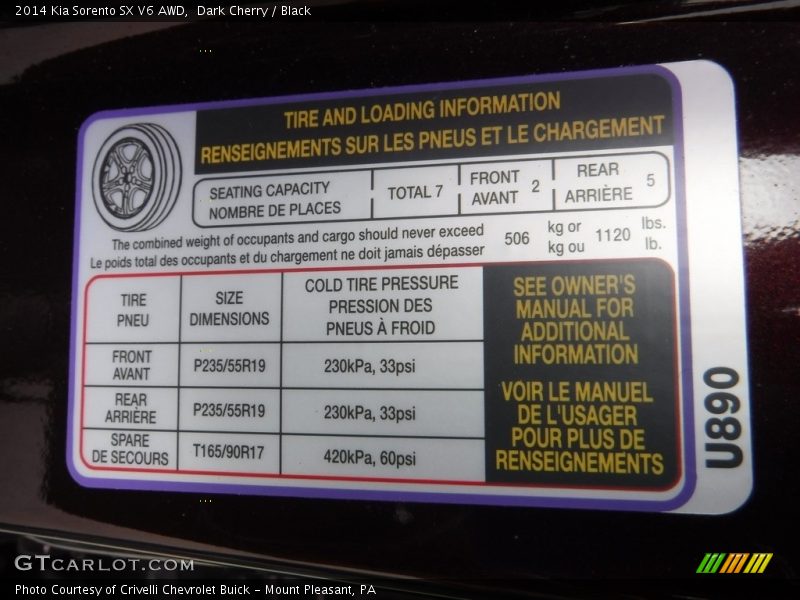 2014 Kia Sorento SX V6 AWD,  Dark Cherry / Black
TIRE AND LOADING INFORMATION
RENSEIGNEMENTS SUR LES PNEUS ET LE CHARGEMENT
SEATING CAPACITY
NOMBRE DE PLACES
TOTAL 7
FRONT
AVANT 2
REAR
ARRIÈRE 5
The combined weight of occupants and cargo should never exceed
Le poids total des occupants et du chargement ne doit jamais dépasser
506 kg or
kg ou
1120 lbs.
lb.
TIRE
PNEU
SIZE
DIMENSIONS
COLD TIRE PRESSURE
PRESSION DES
PNEUS À FROID
FRONT
AVANT
P235/55R19
230kPa, 33psi
REAR
ARRIÈRE
P235/55R19
230kPa, 33psi
SPARE
DE SECOURS
T165/90R17
420kPa, 60psi
SEE OWNER'S
MANUAL FOR
ADDITIONAL
INFORMATION
VOIR LE MANUEL
DE L'USAGER
POUR PLUS DE
RENSEIGNEMENTS
U890
GTCARLOT.COM
Photo Courtesy of Crivelli Chevrolet Buick - Mount Pleasant, PA